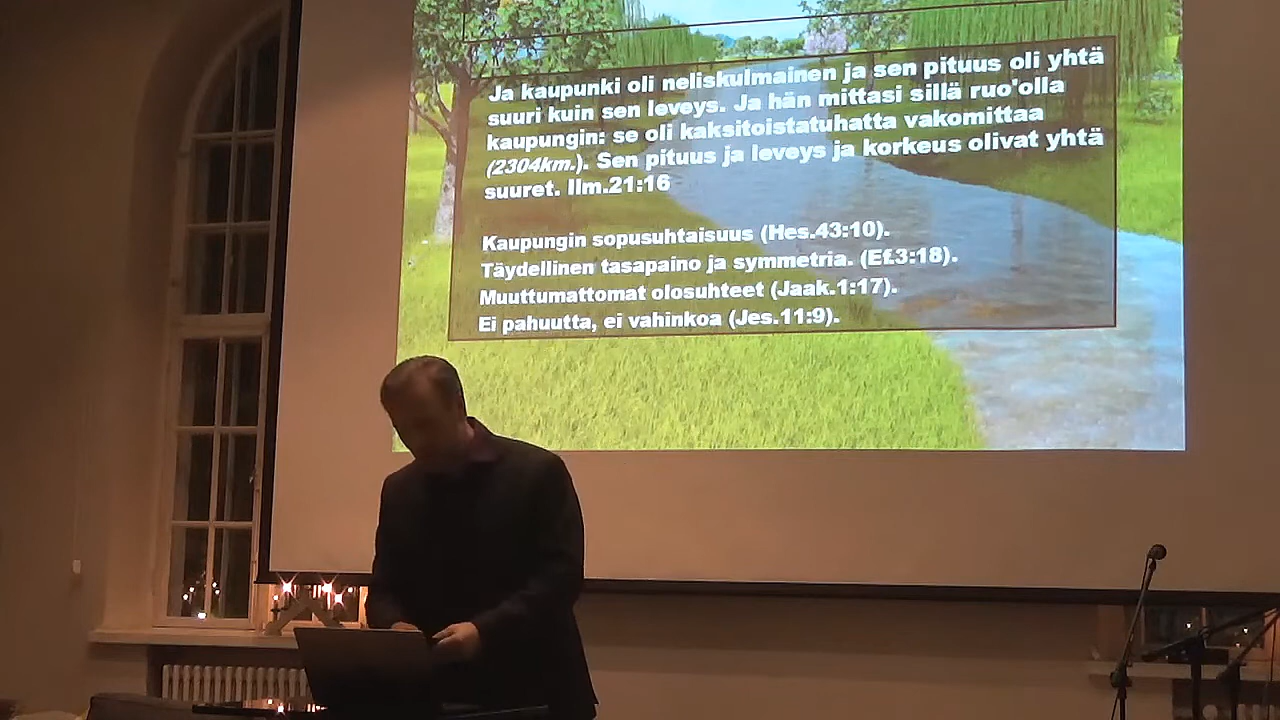 Ja kaupunki oli neliskulmainen ja sen pituus oli yhtä
suuri kuin sen leveys. Ja hän mittasi sillä ruo'olla
kaupungin: se oli kaksitoistatuhatta vakomittaa
(2304km.). Sen pituus ja leveys ja korkeus olivat yhtä
suuret. Ilm.21:16
Kaupungin sopusuhtaisuus (Hes.43:10).
Täydellinen tasapaino ja symmetria. (Ef.3:18).
Muuttumattomat olosuhteet (Jaak.1:17).
Ei pahuutta, ei vahinkoa (Jes.11:9).